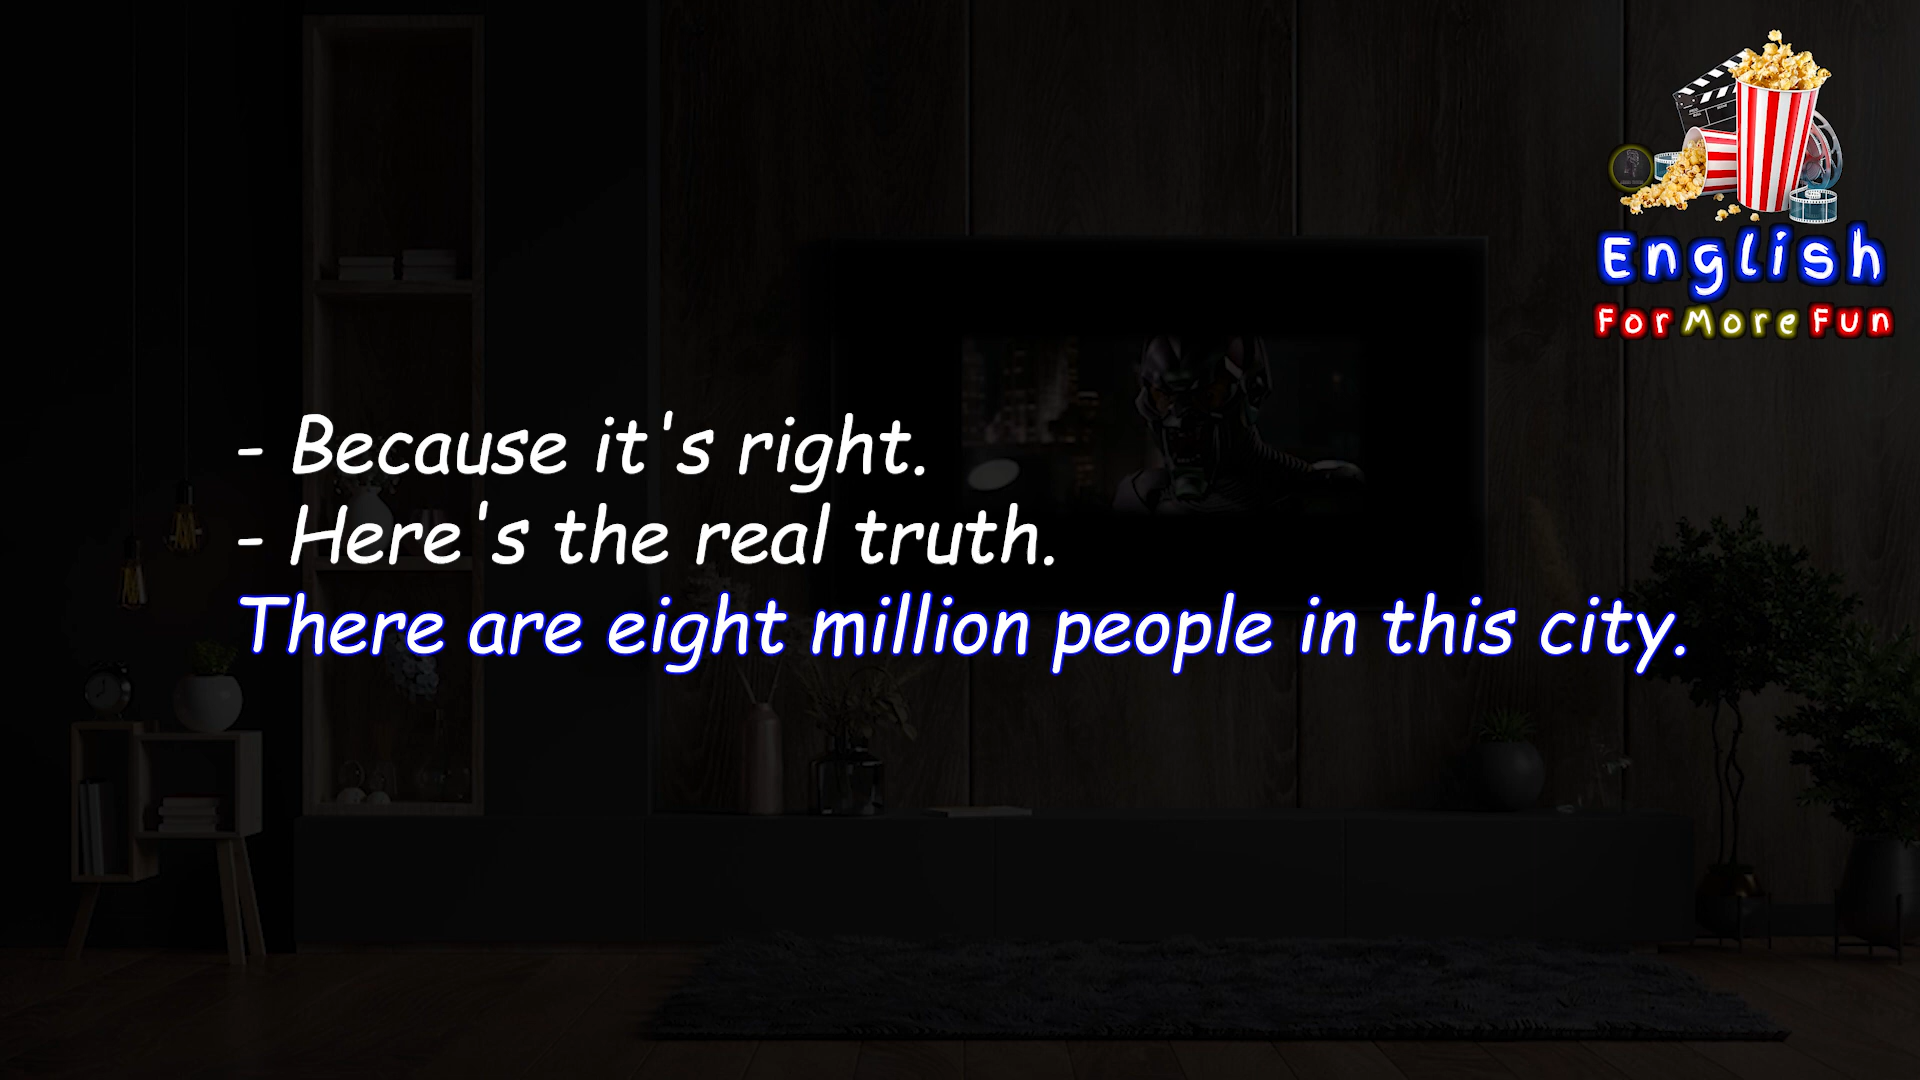 English
For More Fun
- Because it's right.
- Here's the real truth.
There are eight million people in this city.